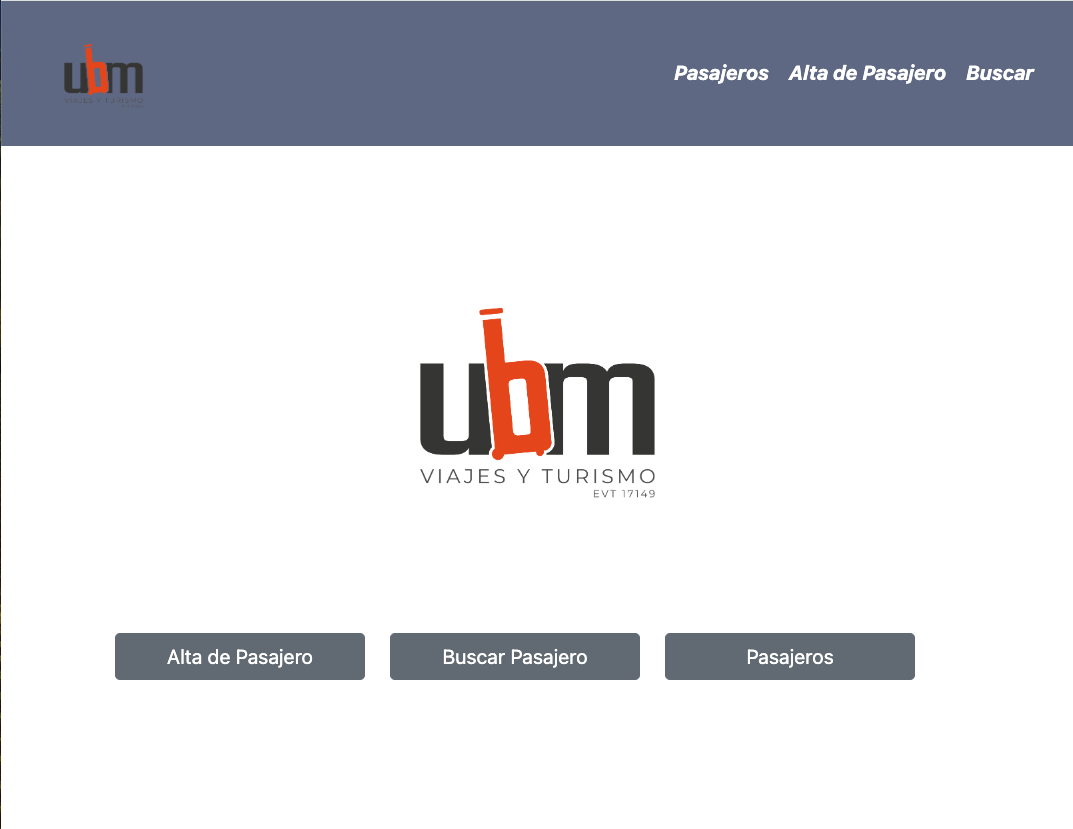 ubm
VIAJES Y TURISMO
Pasajeros Alta de Pasajero Buscar
ubm
VIAJES Y TURISMO
EVT 17149
Alta de Pasajero Buscar Pasajero Pasajeros